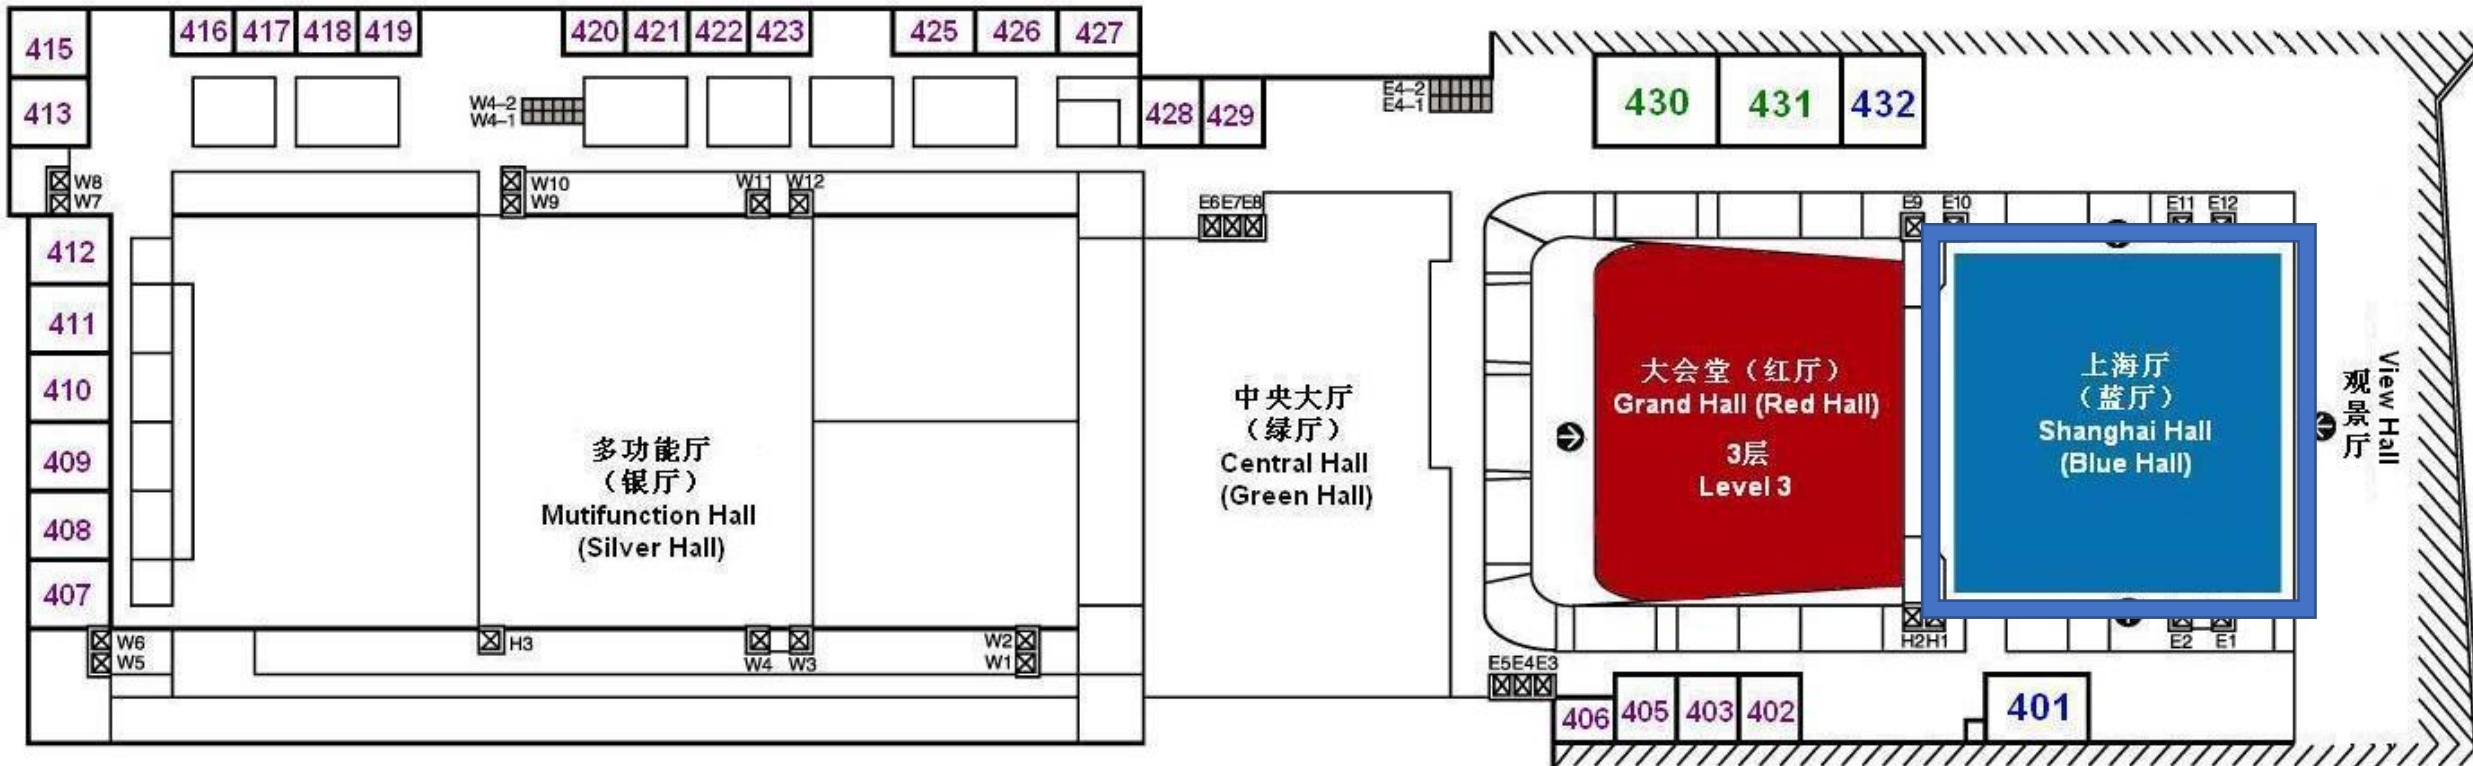 415
416 417 418 419
420 421 422 423
425 426 427
413
W4-2
W4-1
428 429
E4-2
E4-1
430 431 432
W8
W7
W10
W9
W11 W12
E6E7E8
E9 E10
E11 E12
412
411
410
409
408
407
多功能厅
（银厅）
Mutifunction Hall
(Silver Hall)
中央大厅
（绿厅）
Central Hall
(Green Hall)
大会堂（红厅）
Grand Hall (Red Hall)
3层
Level 3
上海厅
（蓝厅）
Shanghai Hall
(Blue Hall)
观景厅
View Hall
W6
W5
H3
W4 W3
W2
W1
H2H1
E2 E1
E5E4E3
406 405 403 402
401